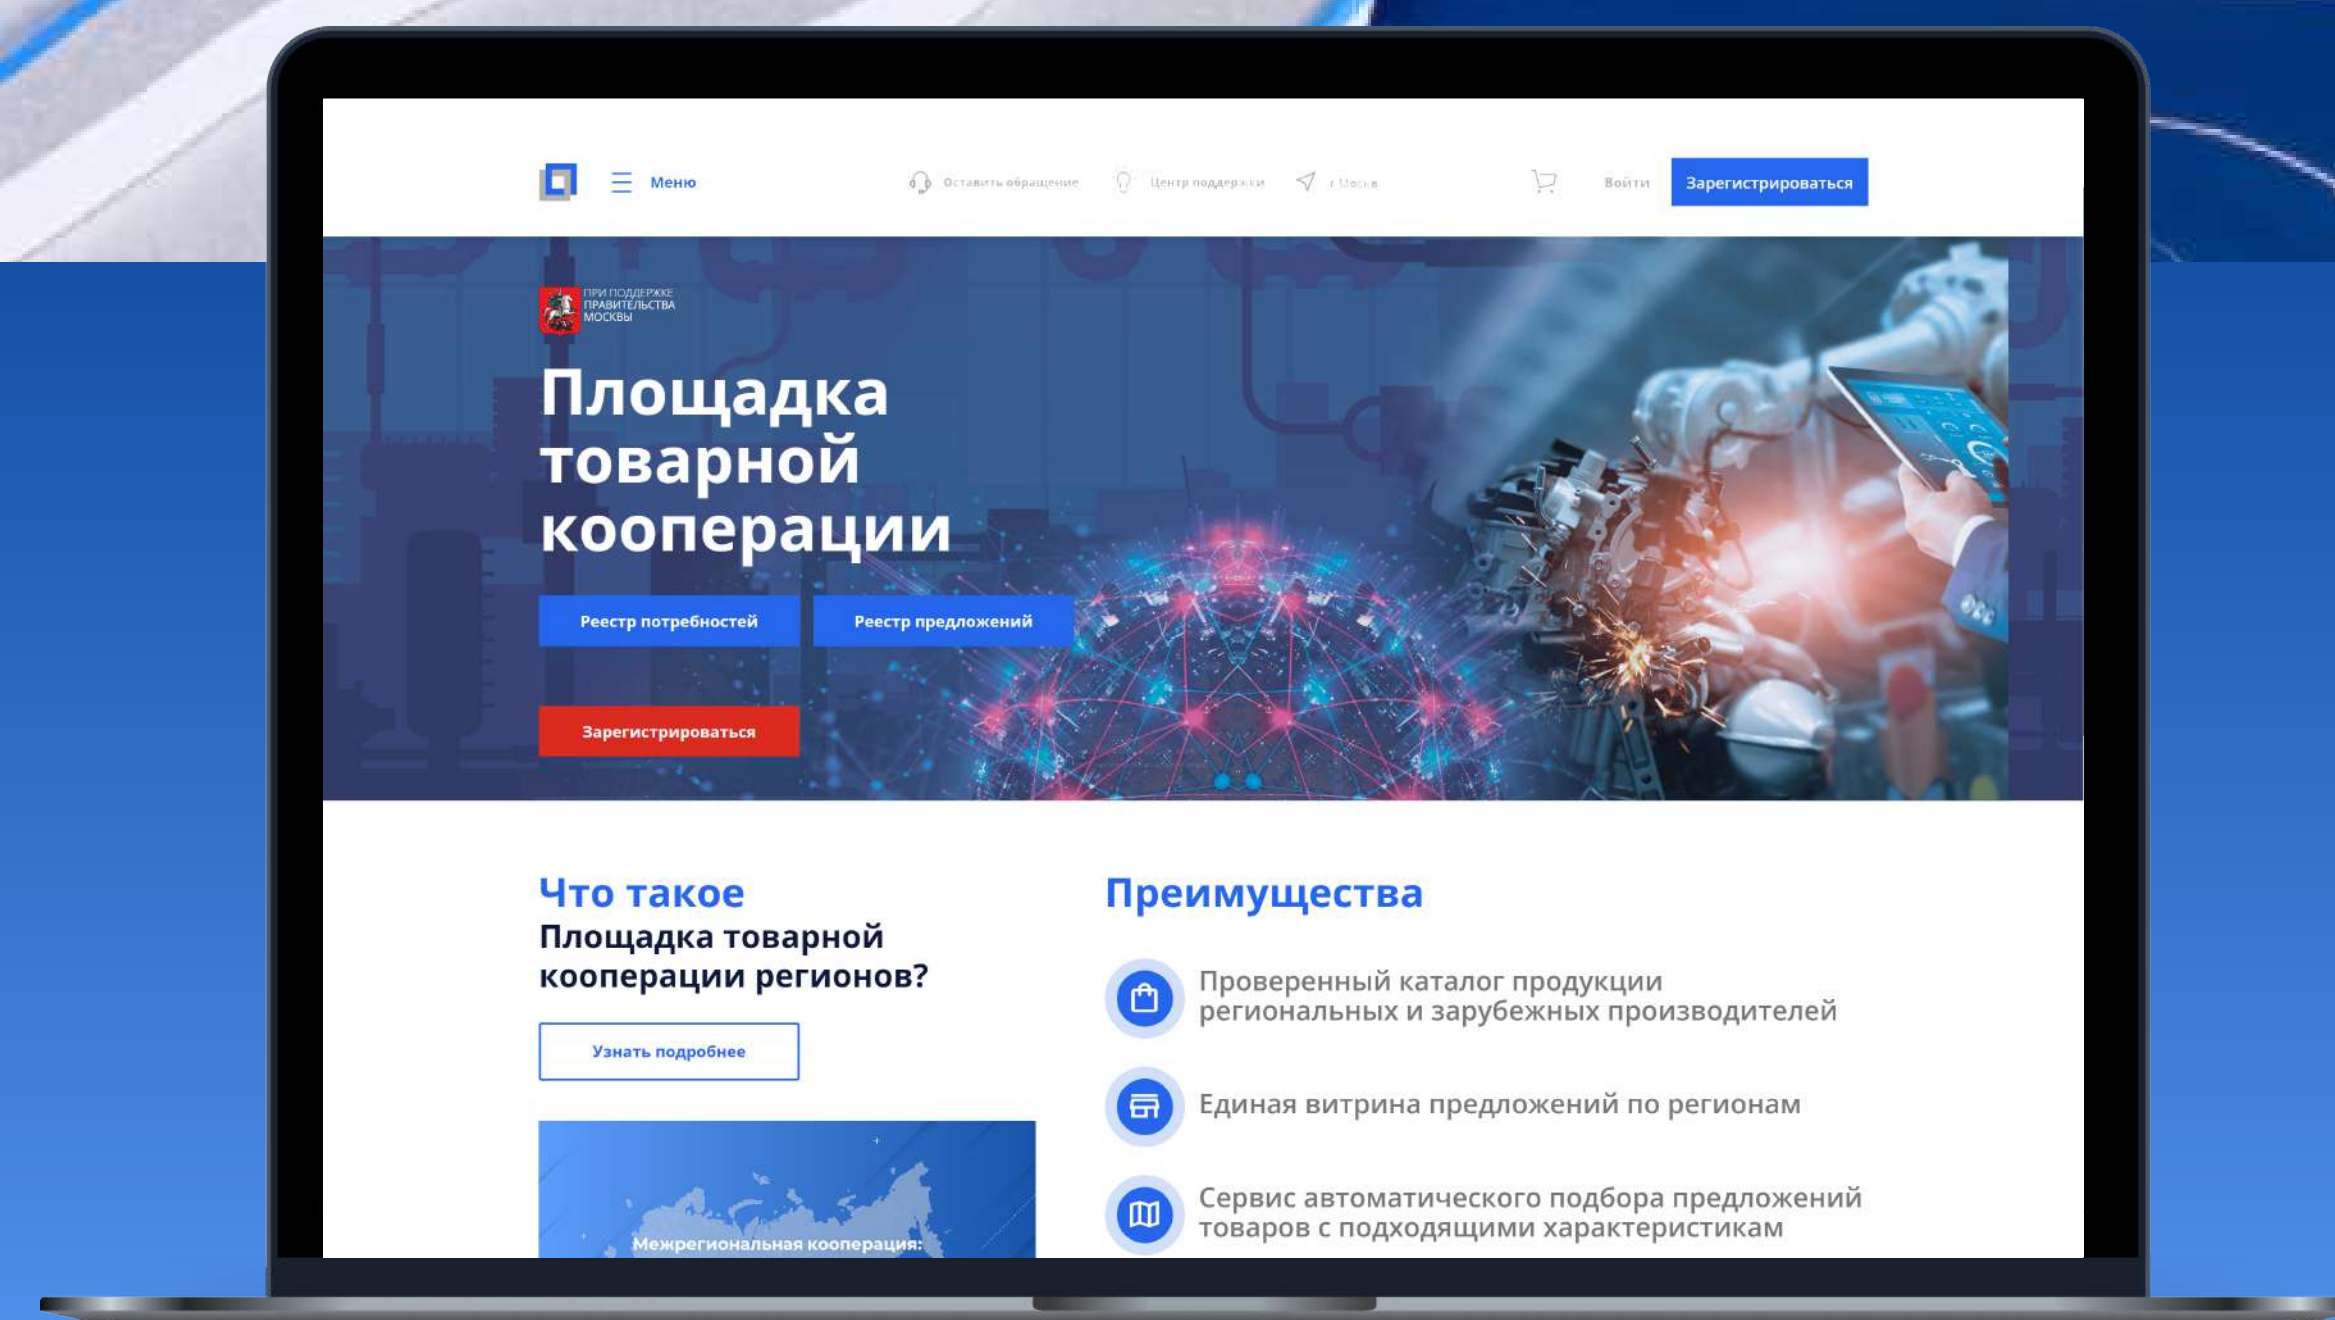 Меню
Оставить обращение
Центр поддержки
г Москв
Войти
Зарегистрироваться
ПРИ ПОДДЕРЖКЕ
ПРАВИТЕЛЬСТВА
МОСКВЫ
Площадка
товарной
кооперации
Реестр потребностей
Реестр предложений
Зарегистрироваться
Что такое
Площадка товарной
кооперации регионов?
Узнать подробнее
Межрегиональная кооперация:
Преимущества
Проверенный каталог продукции
региональных и зарубежных производителей
Единая витрина предложений по регионам
Сервис автоматического подбора предложений
товаров с подходящими характеристикам